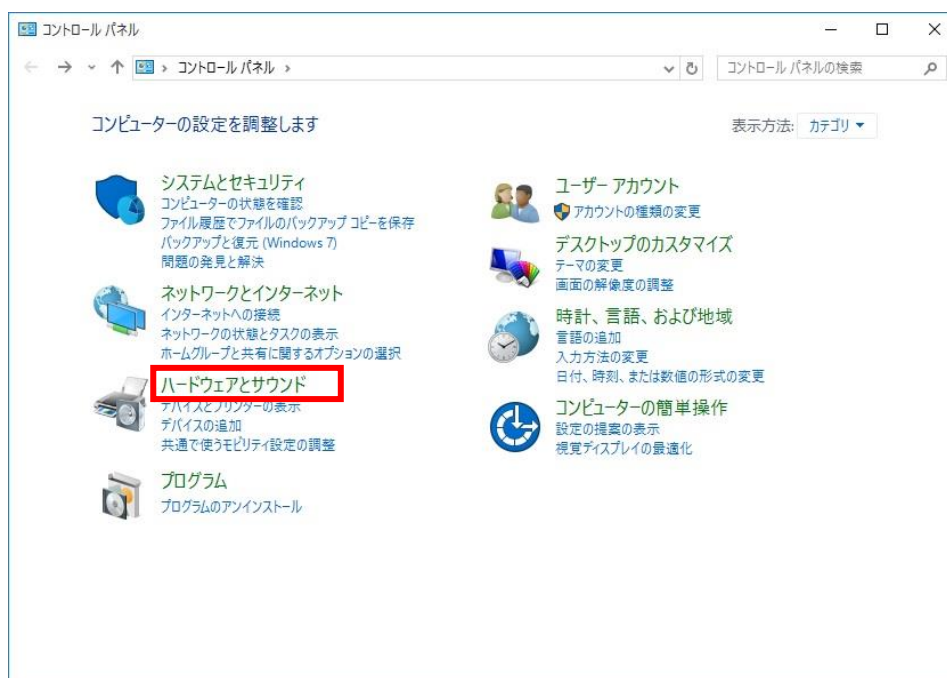 コントロール パネル
コントロール パネル
コントロール パネルの検索
コンピューターの設定を調整します
表示方法: カテゴリ
システムとセキュリティ
コンピューターの状態を確認
ファイル履歴でファイルのバックアップ コピーを保存
バックアップと復元 (Windows 7)
問題の発見と解決
ネットワークとインターネット
インターネットへの接続
ネットワークの状態とタスクの表示
ホームグループと共有に関するオプションの選択
ハードウェアとサウンド
デバイスとプリンターの表示
デバイスの追加
共通で使うモビリティ設定の調整
プログラム
プログラムのアンインストール
ユーザー アカウント
アカウントの種類の変更
デスクトップのカスタマイズ
テーマの変更
画面の解像度の調整
時計、言語、および地域
言語の追加
入力方法の変更
日付、時刻、または数値の形式の変更
コンピューターの簡単操作
設定の提案の表示
視覚ディスプレイの最適化